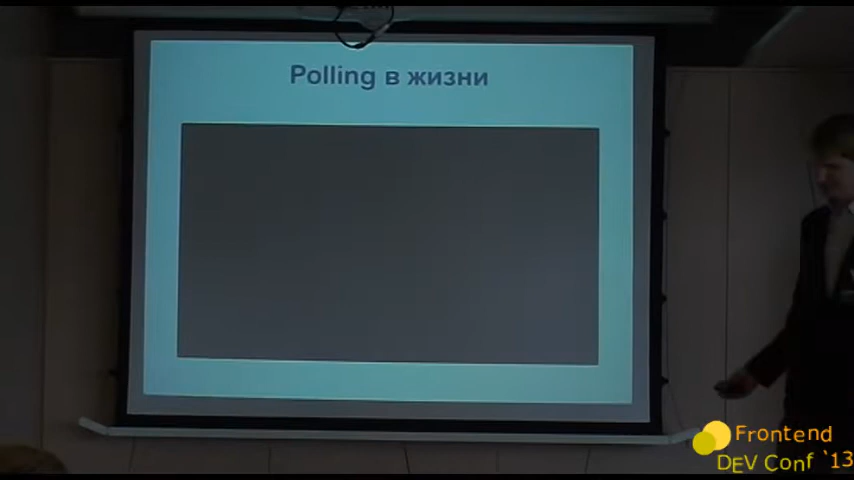 Polling в жизни
Frontend
DEV Conf '13